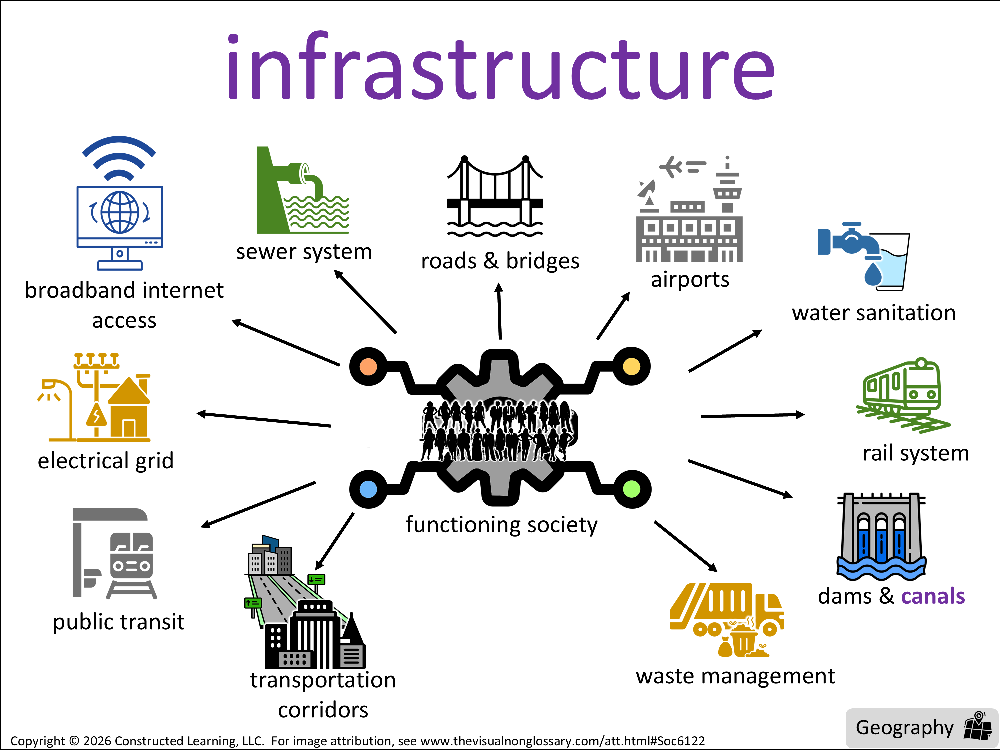 infrastructure
broadband internet
access
sewer system
roads & bridges
airports
water sanitation
electrical grid
rail system
functioning society
public transit
dams & canals
transportation
corridors
waste management
Geography
Copyright © 2026 Constructed Learning, LLC.  For image attribution, see www.thevisualnonglossary.com/att.html#Soc6122